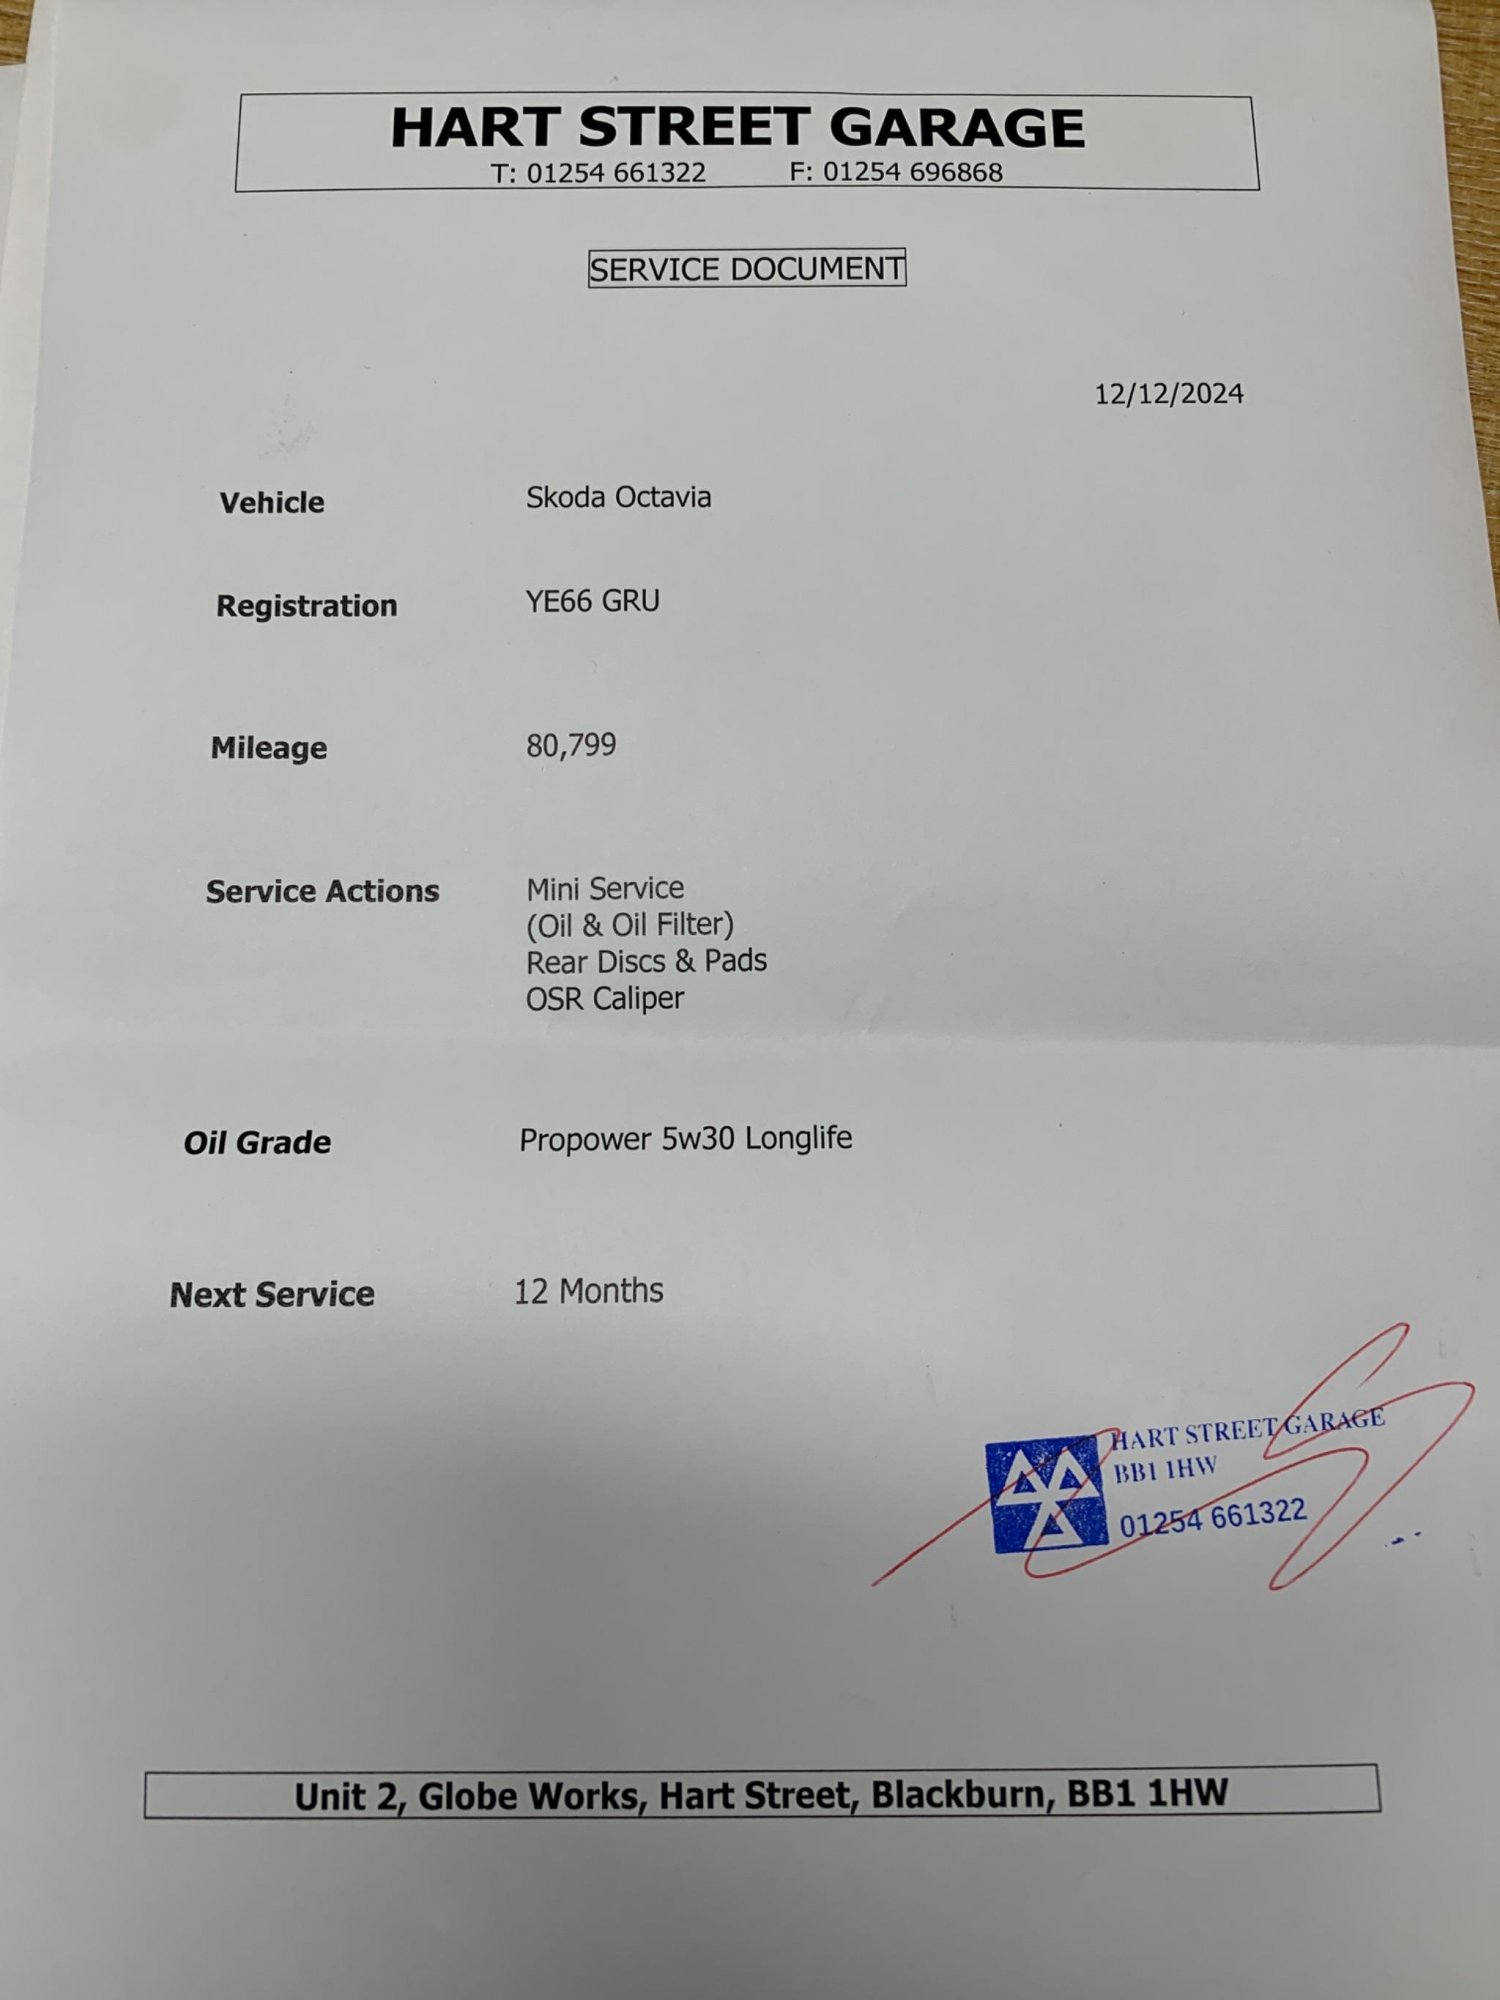 HART STREET GARAGE
T: 01254 661322 F: 01254 696868
SERVICE DOCUMENT
12/12/2024
Vehicle Skoda Octavia
Registration YE66 GRU
Mileage 80,799
Service Actions Mini Service
(Oil & Oil Filter)
Rear Discs & Pads
OSR Caliper
Oil Grade Propower 5w30 Longlife
Next Service 12 Months
HART STREET GARAGE
BB1 1HW
01254 661322
Unit 2, Globe Works, Hart Street, Blackburn, BB1 1HW